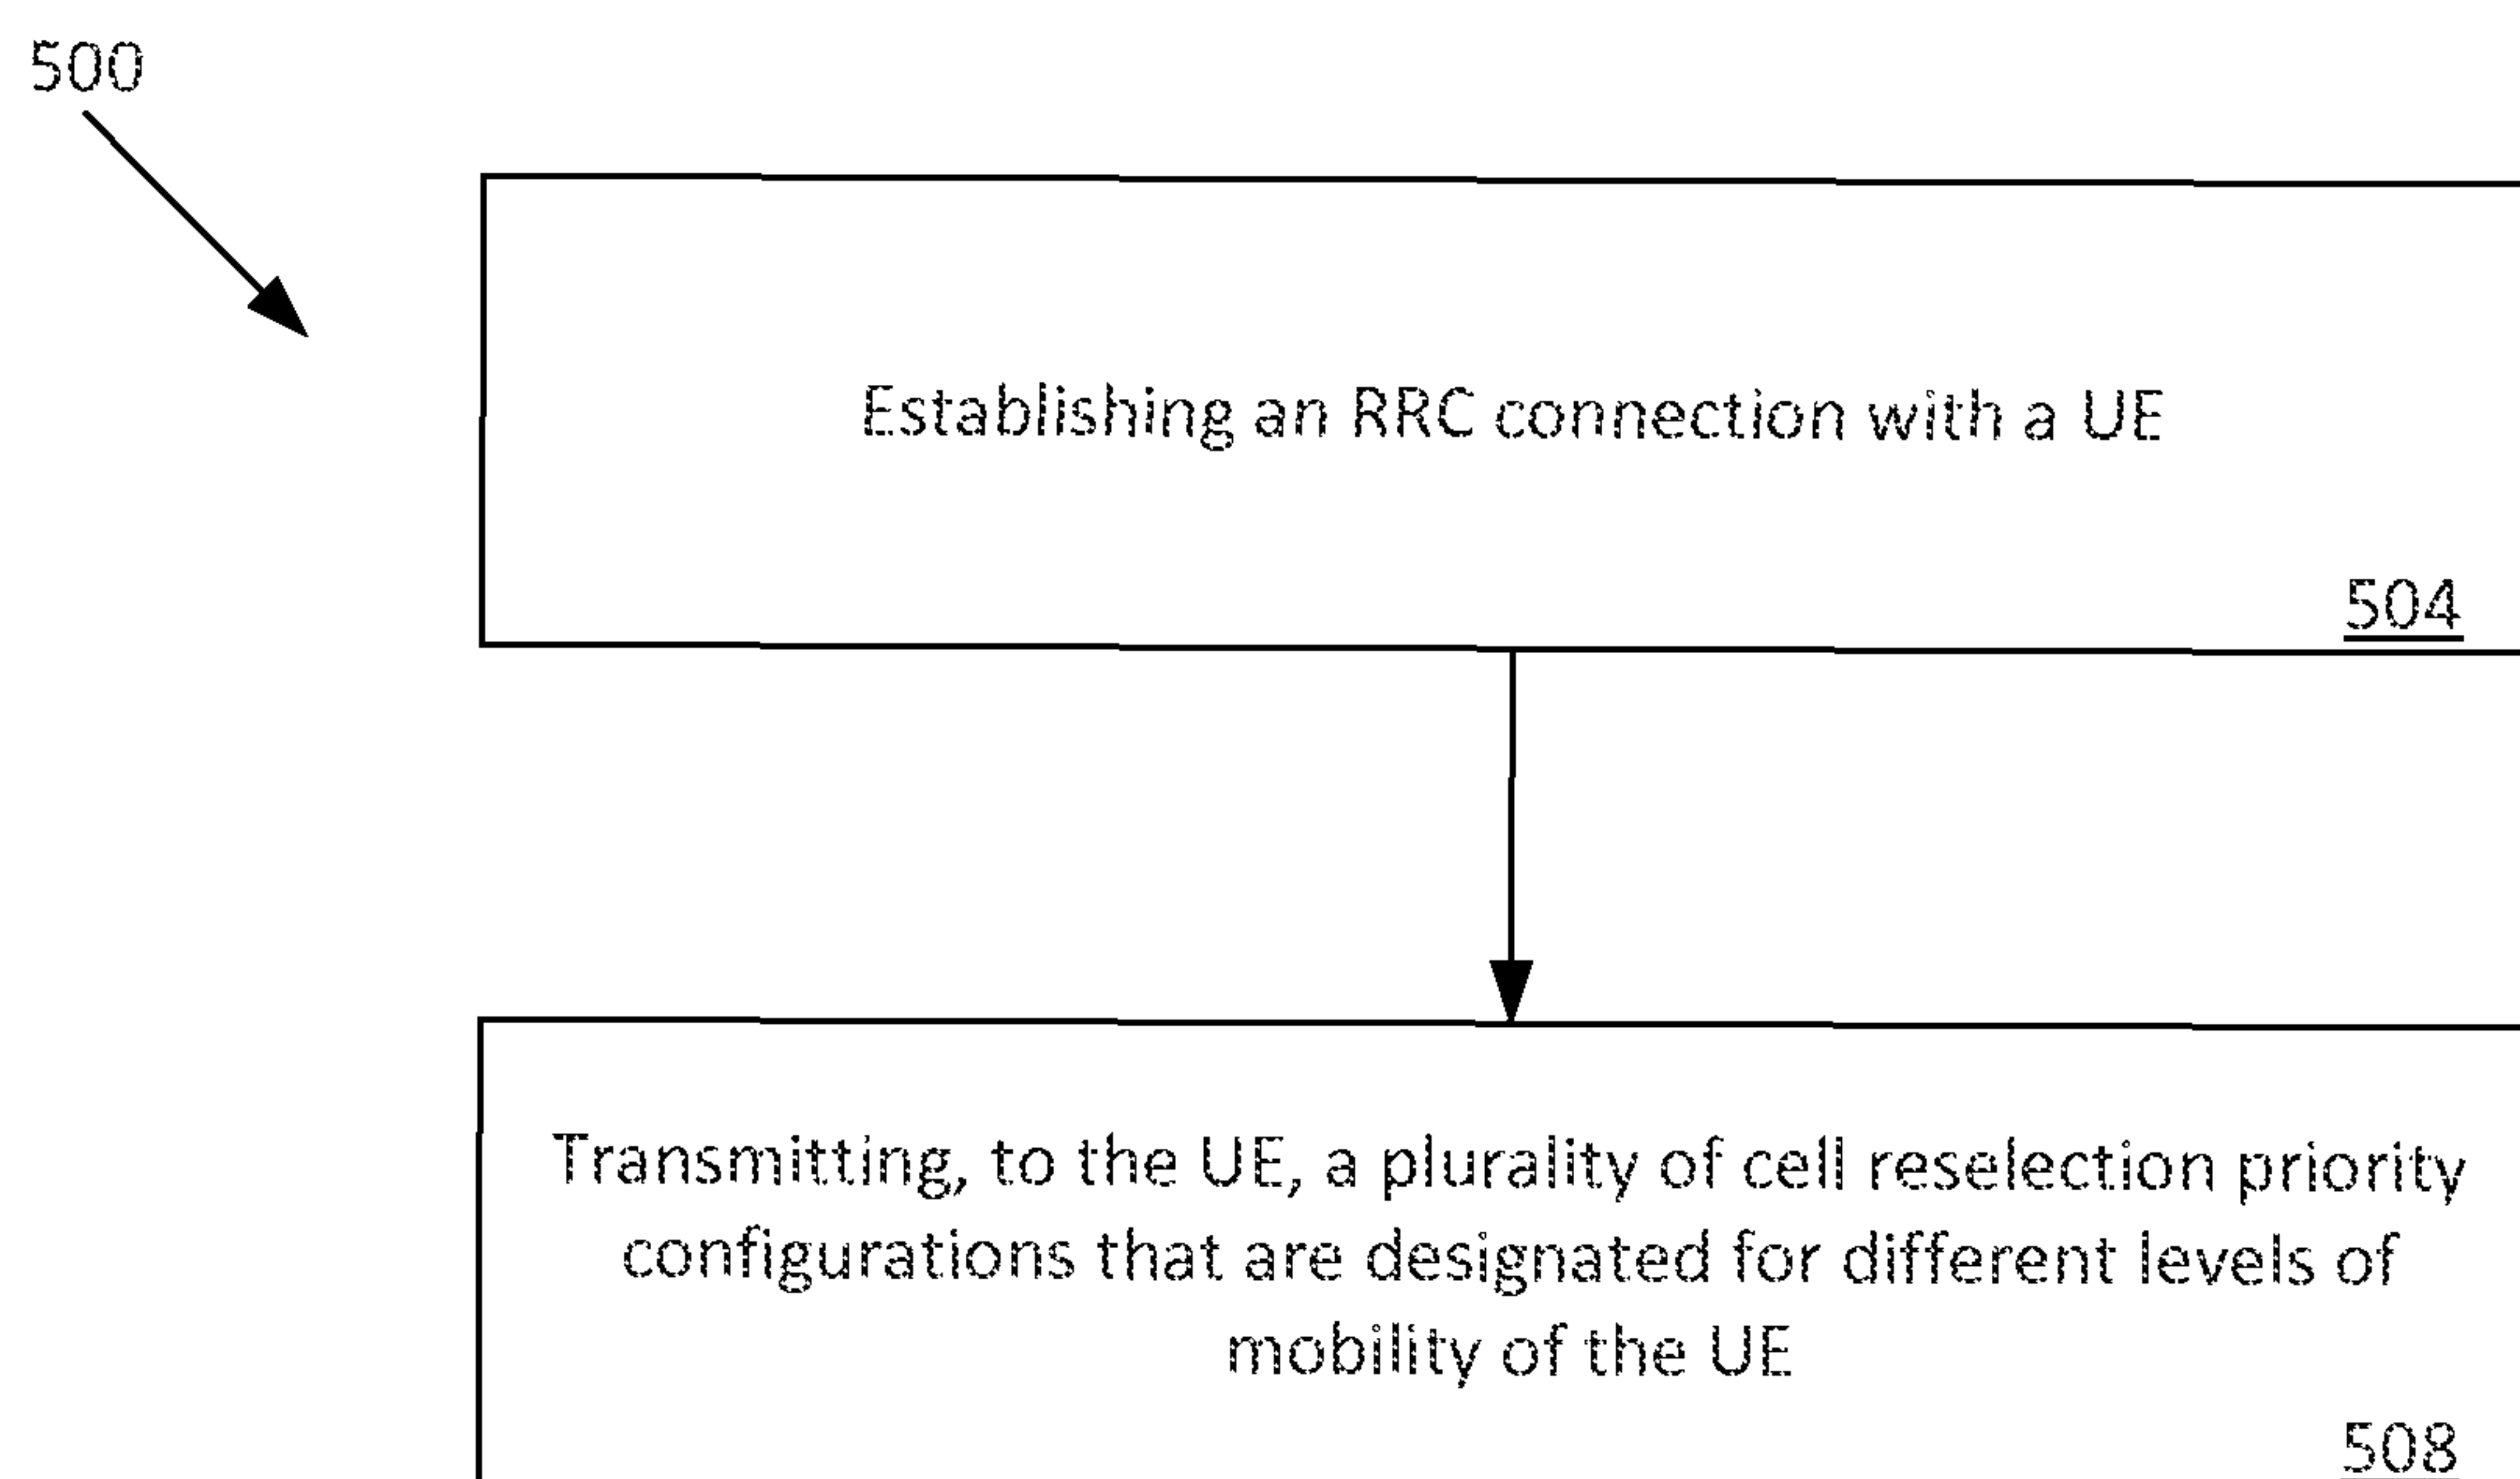 500
Establishing an RRC connection with a UE
504
Transmitting, to the UE, a plurality of cell reselection priority
configurations that are designated for different levels of
mobility of the UE
508